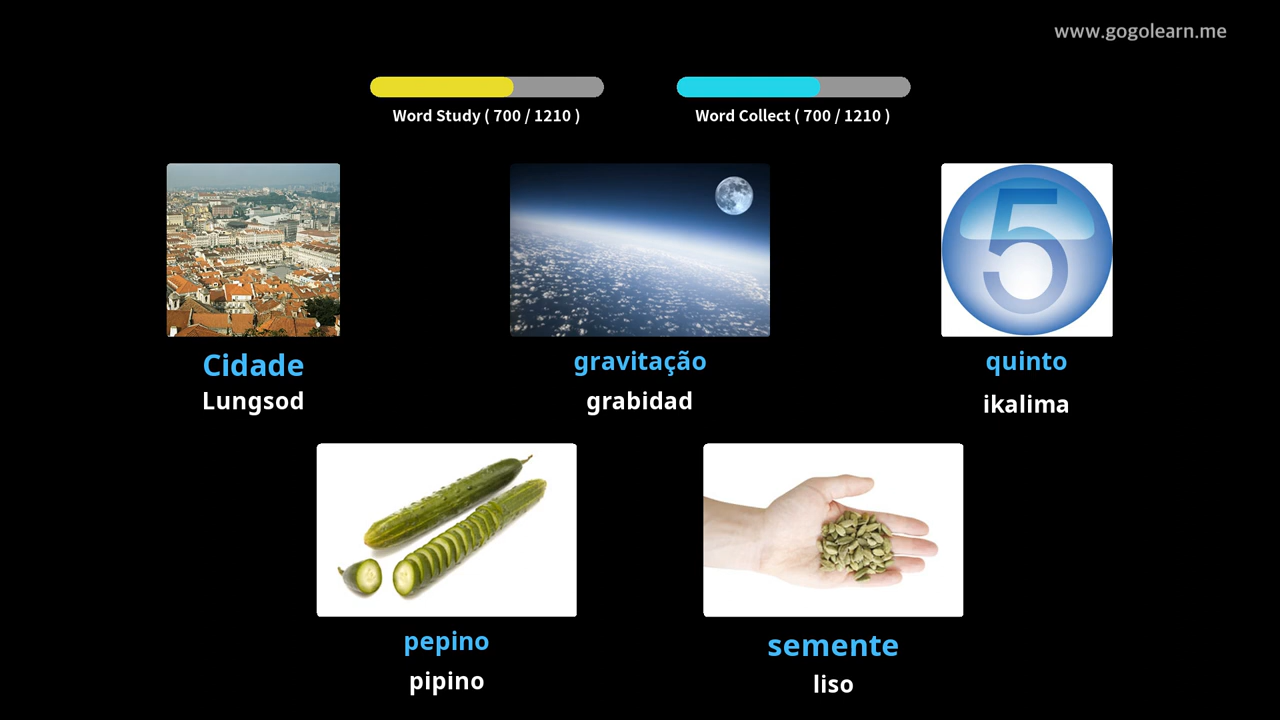 www.gogolearn.me
Word Study ( 700 / 1210 )
Word Collect ( 700 / 1210 )
5
Cidade
Lungsod
gravitação
grabidad
quinto
ikalima
pepino
pipino
semente
liso